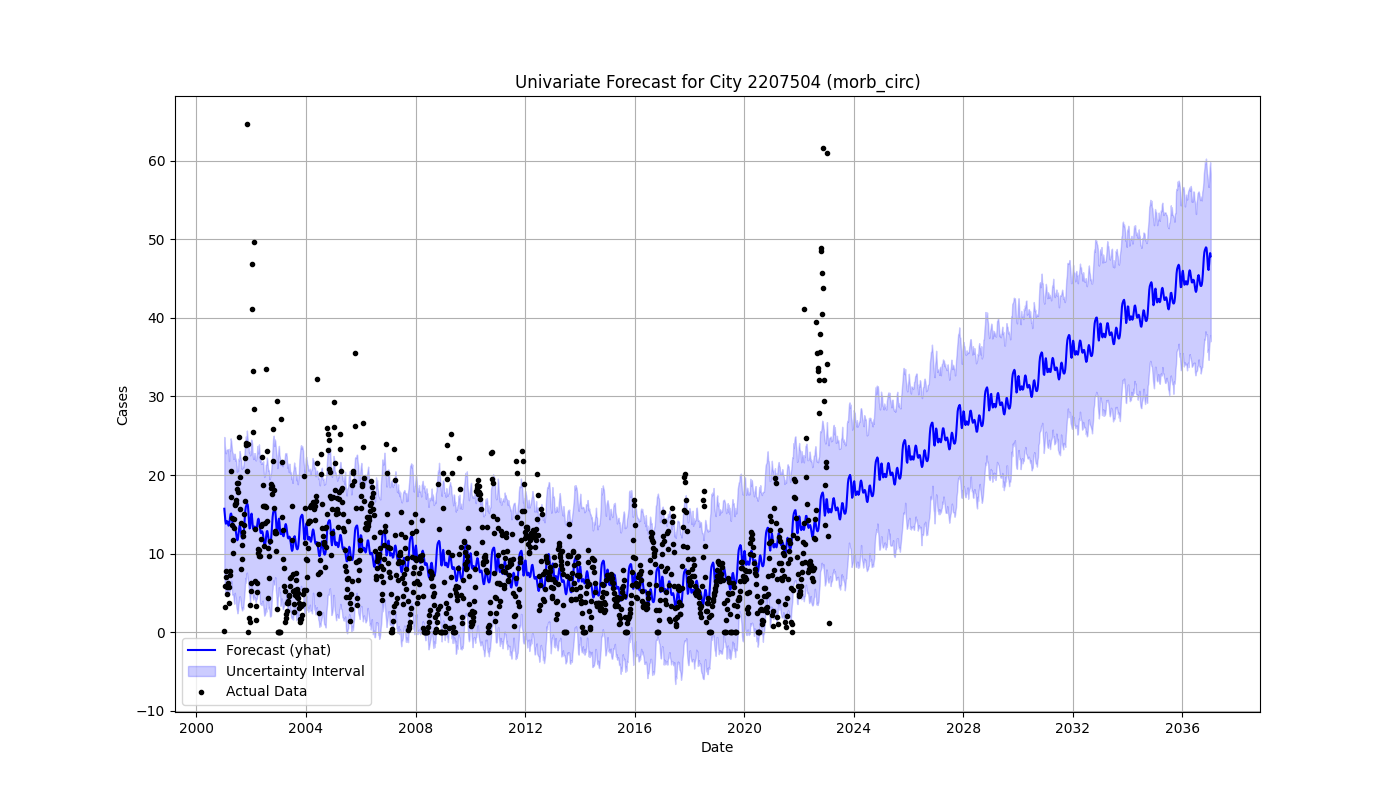 Univariate Forecast for City 2207504 (morb_circ)
Cases
60
50
40
30
20
10
0
−10
Forecast (yhat)
Uncertainty Interval
Actual Data
2000 2004 2008 2012 2016 2020 2024 2028 2032 2036
Date